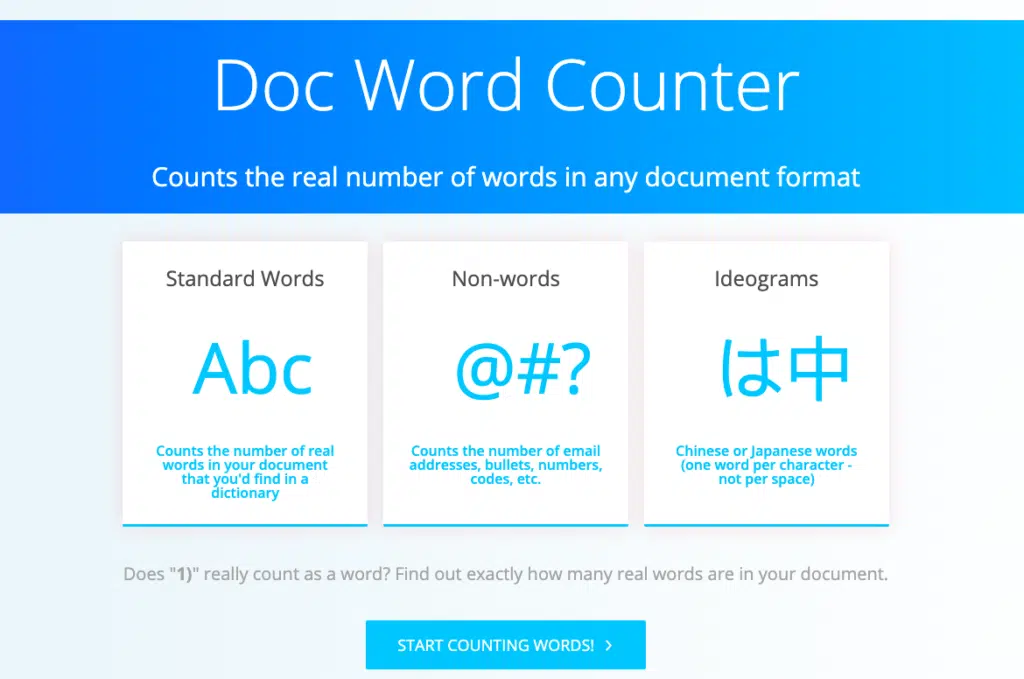 Doc Word Counter
Counts the real number of words in any document format
Standard Words
Abc
Counts the number of real
words in your document
that you'd find in a
dictionary
Non-words
@#?
Counts the number of email
addresses, bullets, numbers,
codes, etc.
Ideograms
は中
Chinese or Japanese words
(one word per character -
not per space)
Does "1)" really count as a word? Find out exactly how many real words are in your document.
START COUNTING WORDS! >